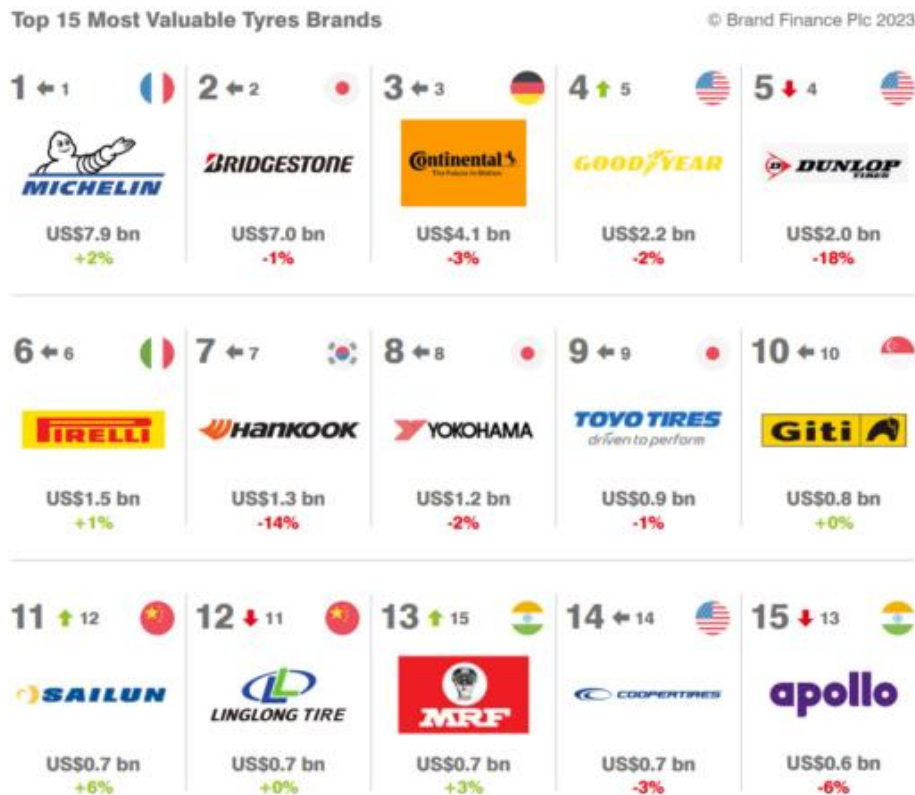 Top 15 Most Valuable Tyres Brands
© Brand Finance Plc 2023
1 ← 1
MICHELIN
US$7.9 bn
+2%
2 ← 2
BRIDGESTONE
US$7.0 bn
-1%
3 ← 3
Continental
The Future in Motion
US$4.1 bn
-3%
4 ↑ 5
GOODYEAR
US$2.2 bn
-2%
5 ↓ 4
DUNLOP
TIRES
US$2.0 bn
-18%
6 ← 6
PIRELLI
US$1.5 bn
+1%
7 ← 7
HANKOOK
US$1.3 bn
-14%
8 ← 8
YOKOHAMA
US$1.2 bn
-2%
9 ← 9
TOYO TIRES
driven to perform
US$0.9 bn
-1%
10 ← 10
Giti
US$0.8 bn
+0%
11 ↑ 12
SAILUN
US$0.7 bn
+6%
12 ↓ 11
LINGLONG TIRE
US$0.7 bn
+0%
13 ↑ 15
MRF
US$0.7 bn
+3%
14 ← 14
COOPERTIRES
US$0.7 bn
-3%
15 ↓ 13
apollo
US$0.6 bn
-6%